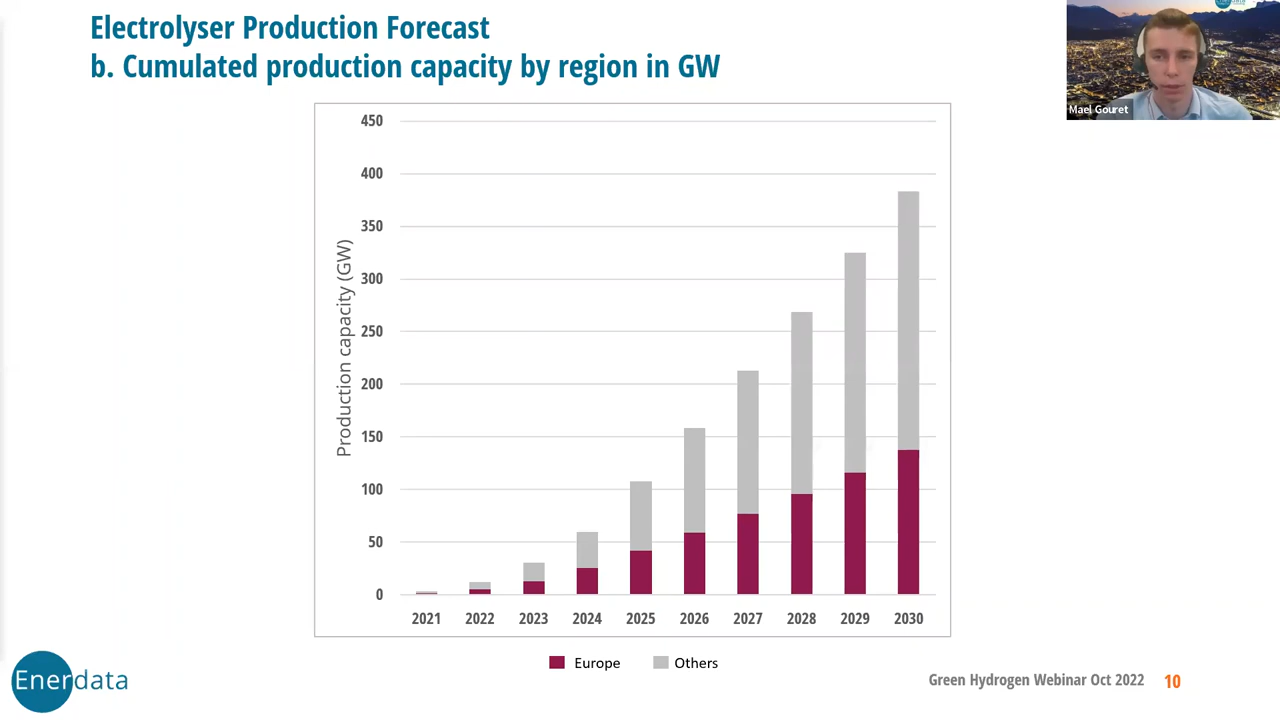 Electrolyser Production Forecast
b. Cumulated production capacity by region in GW
Mael Gouret
Production capacity (GW)
450
400
350
300
250
200
150
100
50
0
2021 2022 2023 2024 2025 2026 2027 2028 2029 2030
Europe Others
Enerdata
Green Hydrogen Webinar Oct 2022 10